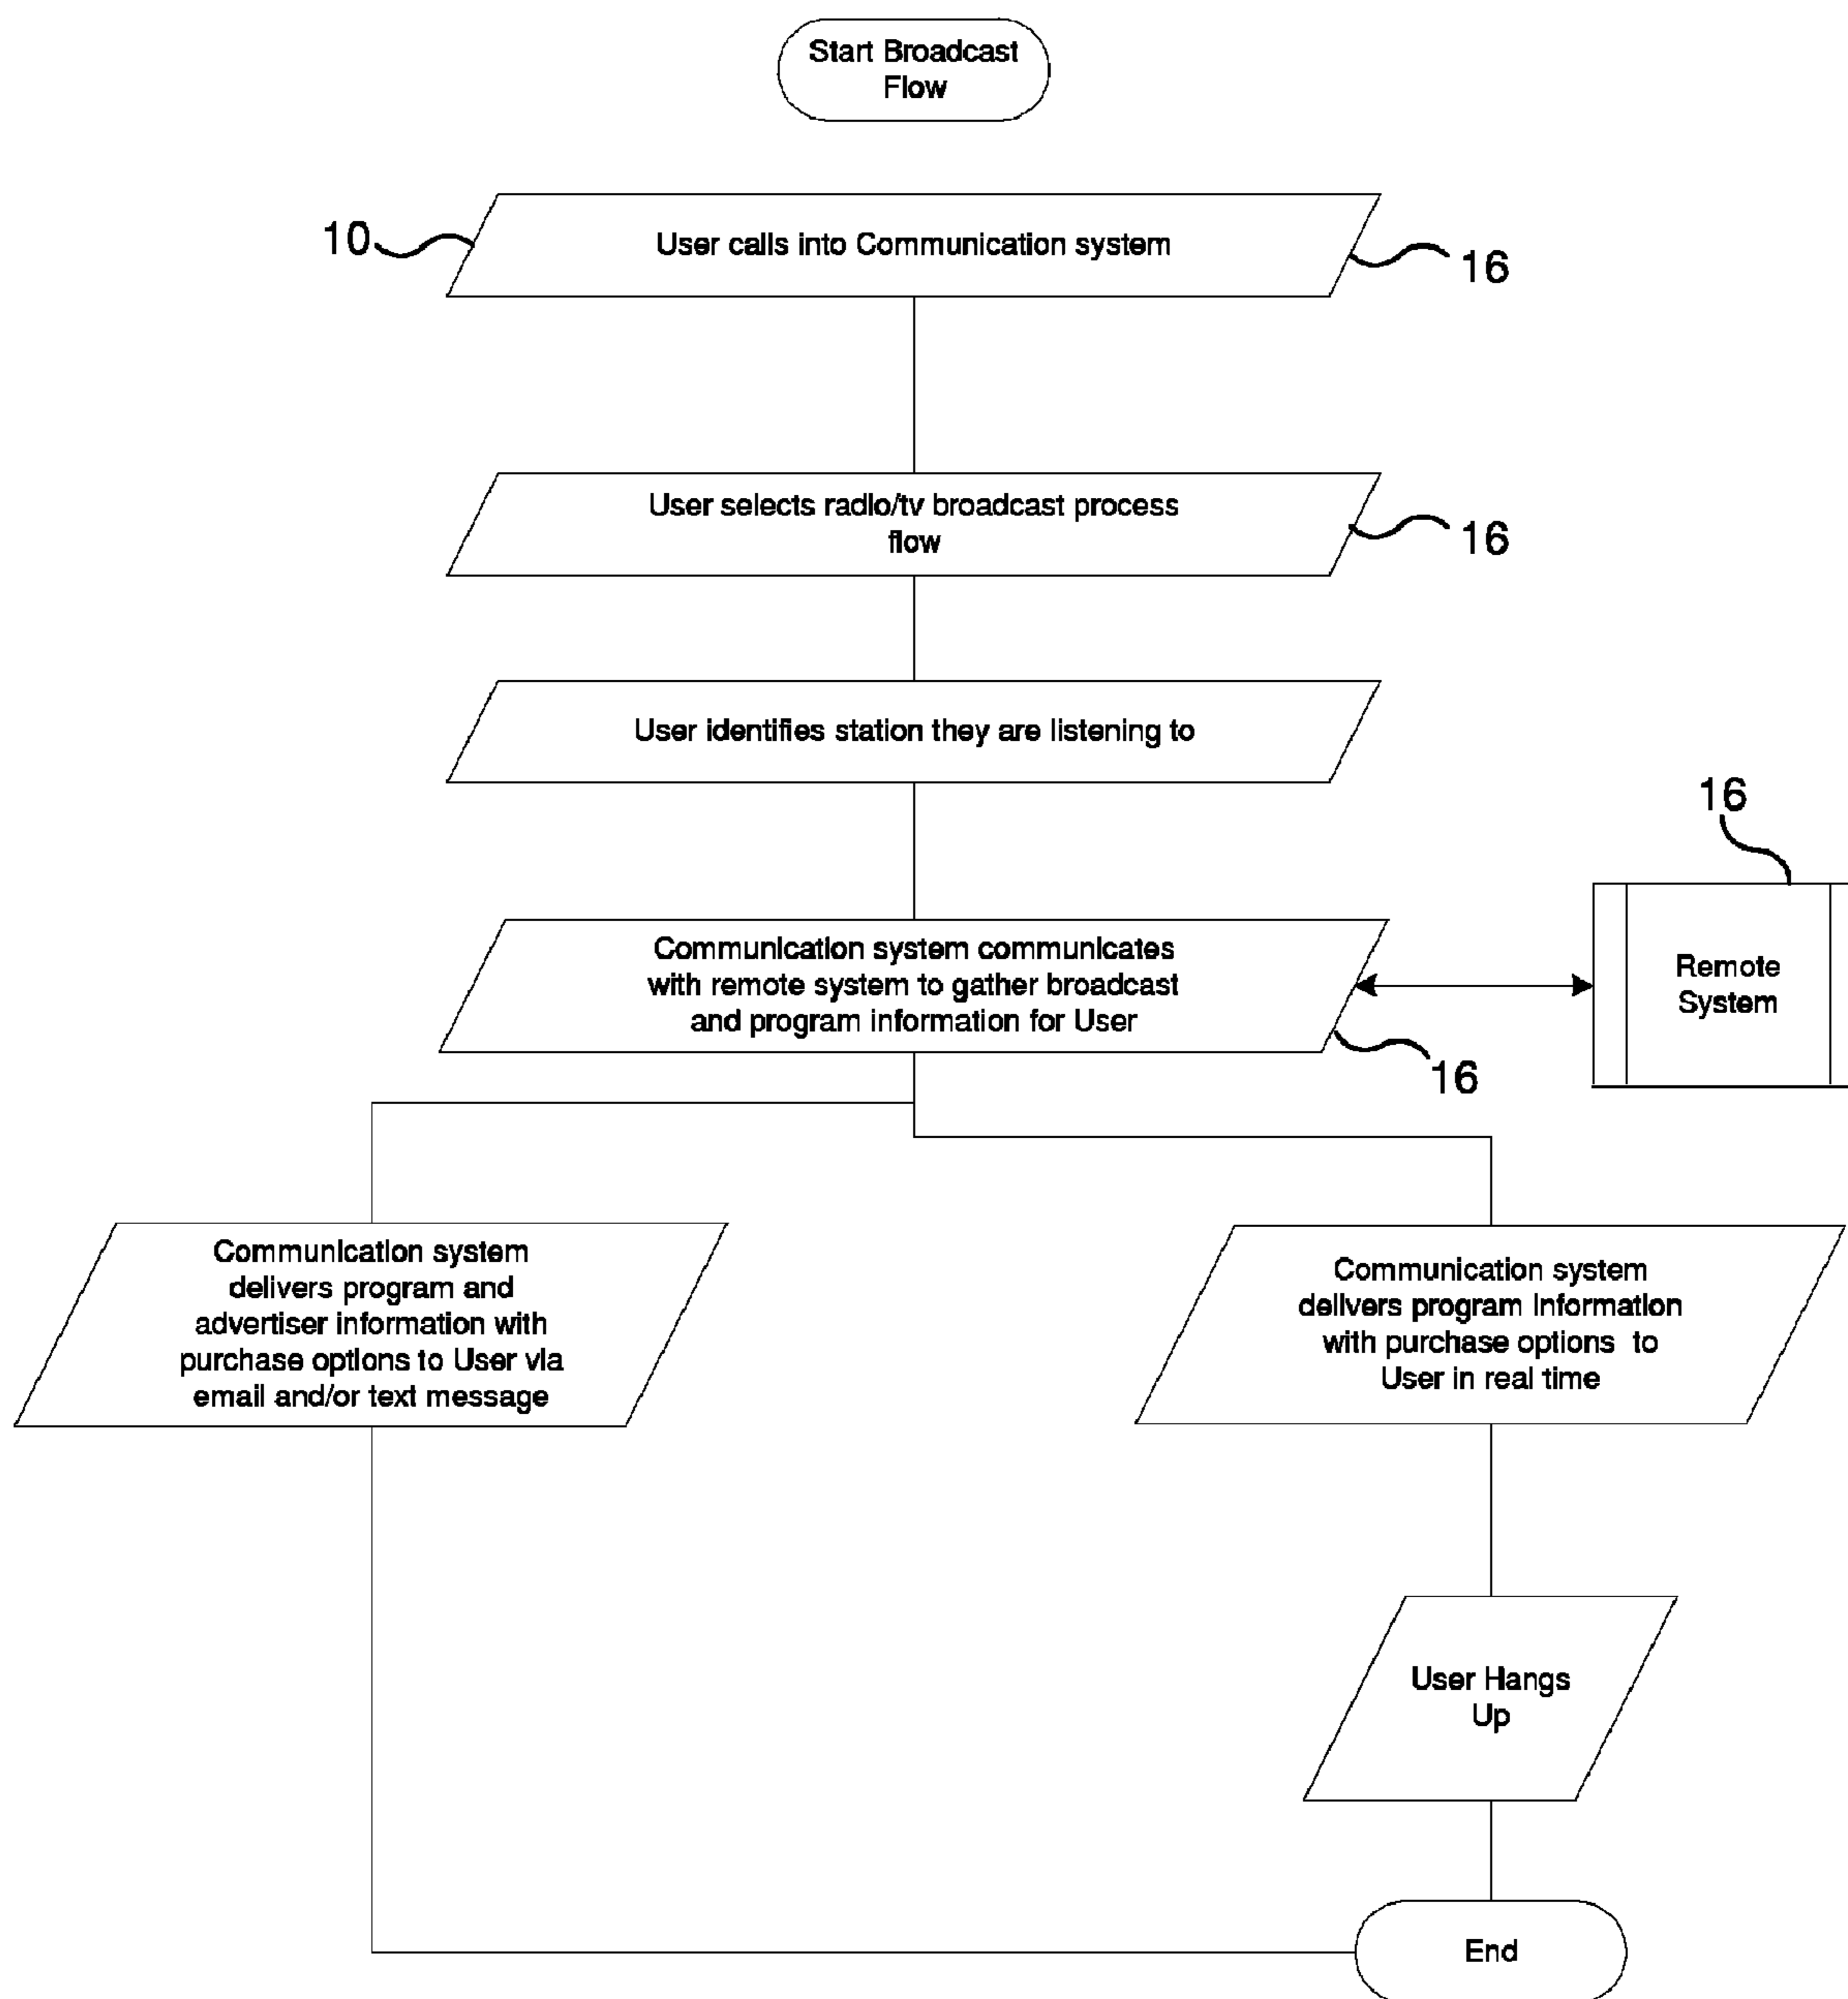 Start Broadcast
Flow
10
User calls into Communication system
16
User selects radio/tv broadcast process
flow
16
User identifies station they are listening to
16
Communication system communicates
with remote system to gather broadcast
and program information for User
Remote
System
16
Communication system
delivers program and
advertiser information with
purchase options to User via
email and/or text message
Communication system
delivers program information
with purchase options to
User in real time
User Hangs
Up
End